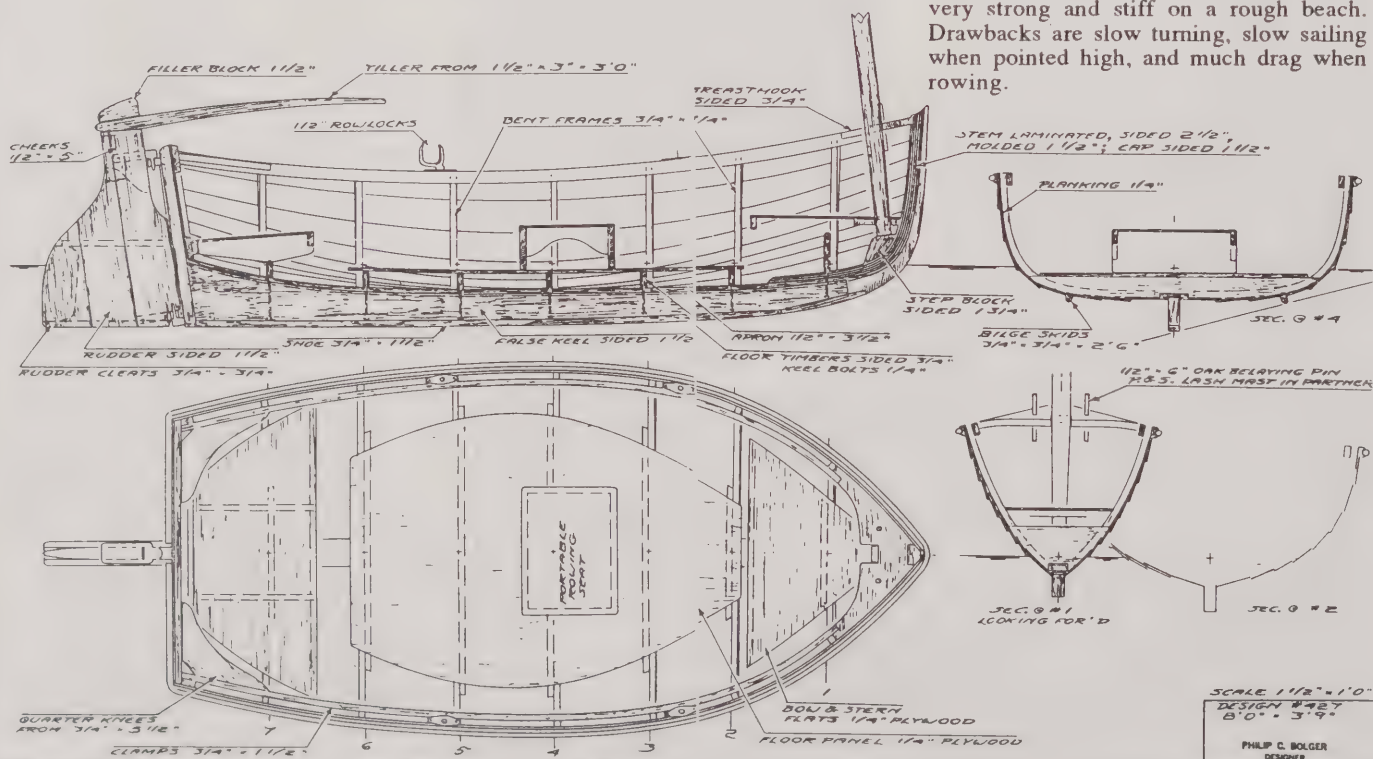 very strong and stiff on a rough beach.
Drawbacks are slow turning, slow sailing
when pointed high, and much drag when
rowing.
FILLER BLOCK 1 1/2"
TILLER FROM 1 1/2" × 3" × 3'0"
CHEEKS
1/2" × 5"
1/2" ROWLOCKS
BENT FRAMES 3/4" × 1/4"
BREASTHOOK
SIDED 3/4"
STEM LAMINATED, SIDED 2 1/2",
MOLDED 1 1/2"; CAP SIDED 1 1/2"
PLANKING 1/4"
STEP BLOCK
SIDED 1 3/4"
BILGE SKIDS
3/4" × 3/4" × 2'6"
SEC. @ #4
RUDDER SIDED 1 1/2"
RUDDER CLEATS 3/4" × 3/4"
SHOE 3/4" × 1 1/2"
FALSE KEEL SIDED 1 1/2
APRON 1 1/2" × 3 1/2"
FLOOR TIMBERS SIDED 3/4"
KEEL BOLTS 1/4"
1/2" × 6" OAK BELAYING PIN
P.&S. LASH MAST IN PARTNER
PORTABLE
ROWING
SEAT
SEC. @ #1
LOOKING FOR'D
SEC. @ #2
QUARTER KNEES
FROM 3/4" × 5 1/2"
CLAMPS 3/4" × 1 1/2"
7
6
5
4
3
2
1
BOW & STERN
FLATS 1/4" PLYWOOD
FLOOR PANEL 1/4" PLYWOOD
SCALE 1 1/2" = 1'0"
DESIGN #427
8'0" × 3'9"
PHILIP C. BOLGER
DESIGNER